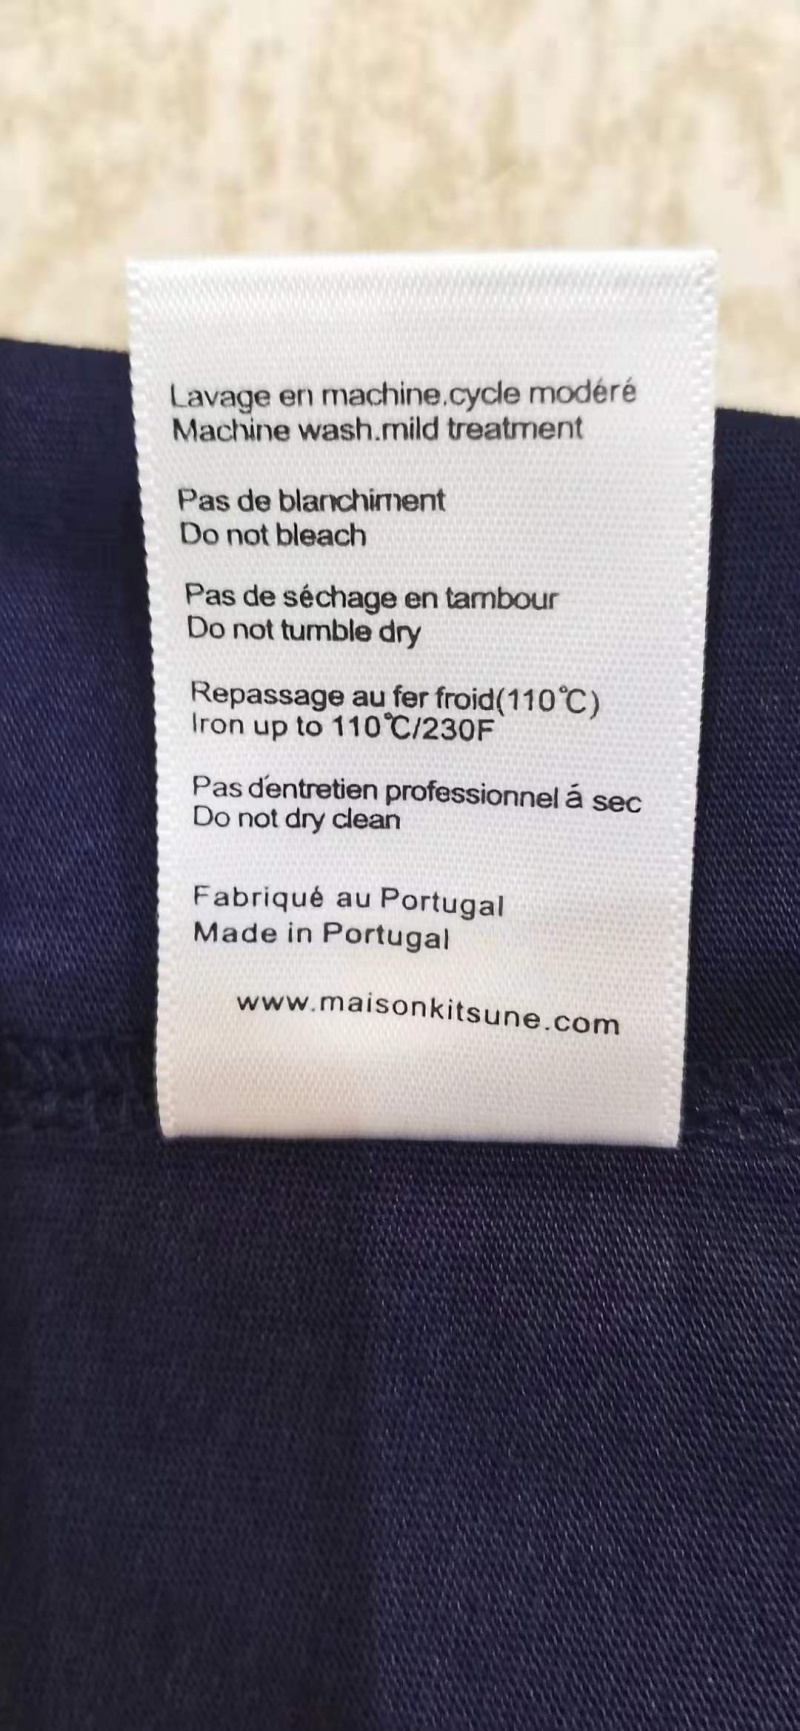 Lavage en machine.cycle modéré
Machine wash.mild treatment
Pas de blanchiment
Do not bleach
Pas de séchage en tambour
Do not tumble dry
Repassage au fer froid(110℃)
Iron up to 110℃/230F
Pas d'entretien professionnel á sec
Do not dry clean
Fabriqué au Portugal
Made in Portugal
www.maisonkitsune.com